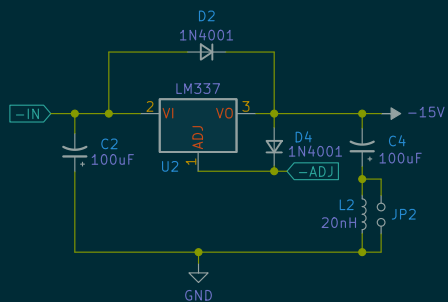 D2
1N4001
LM337
-IN
2
VI
VO
3
-15V
ADJ
C2
100uF
U2
1
D4
1N4001
-ADJ
C4
100uF
+
+
L2
20nH
JP2
GND